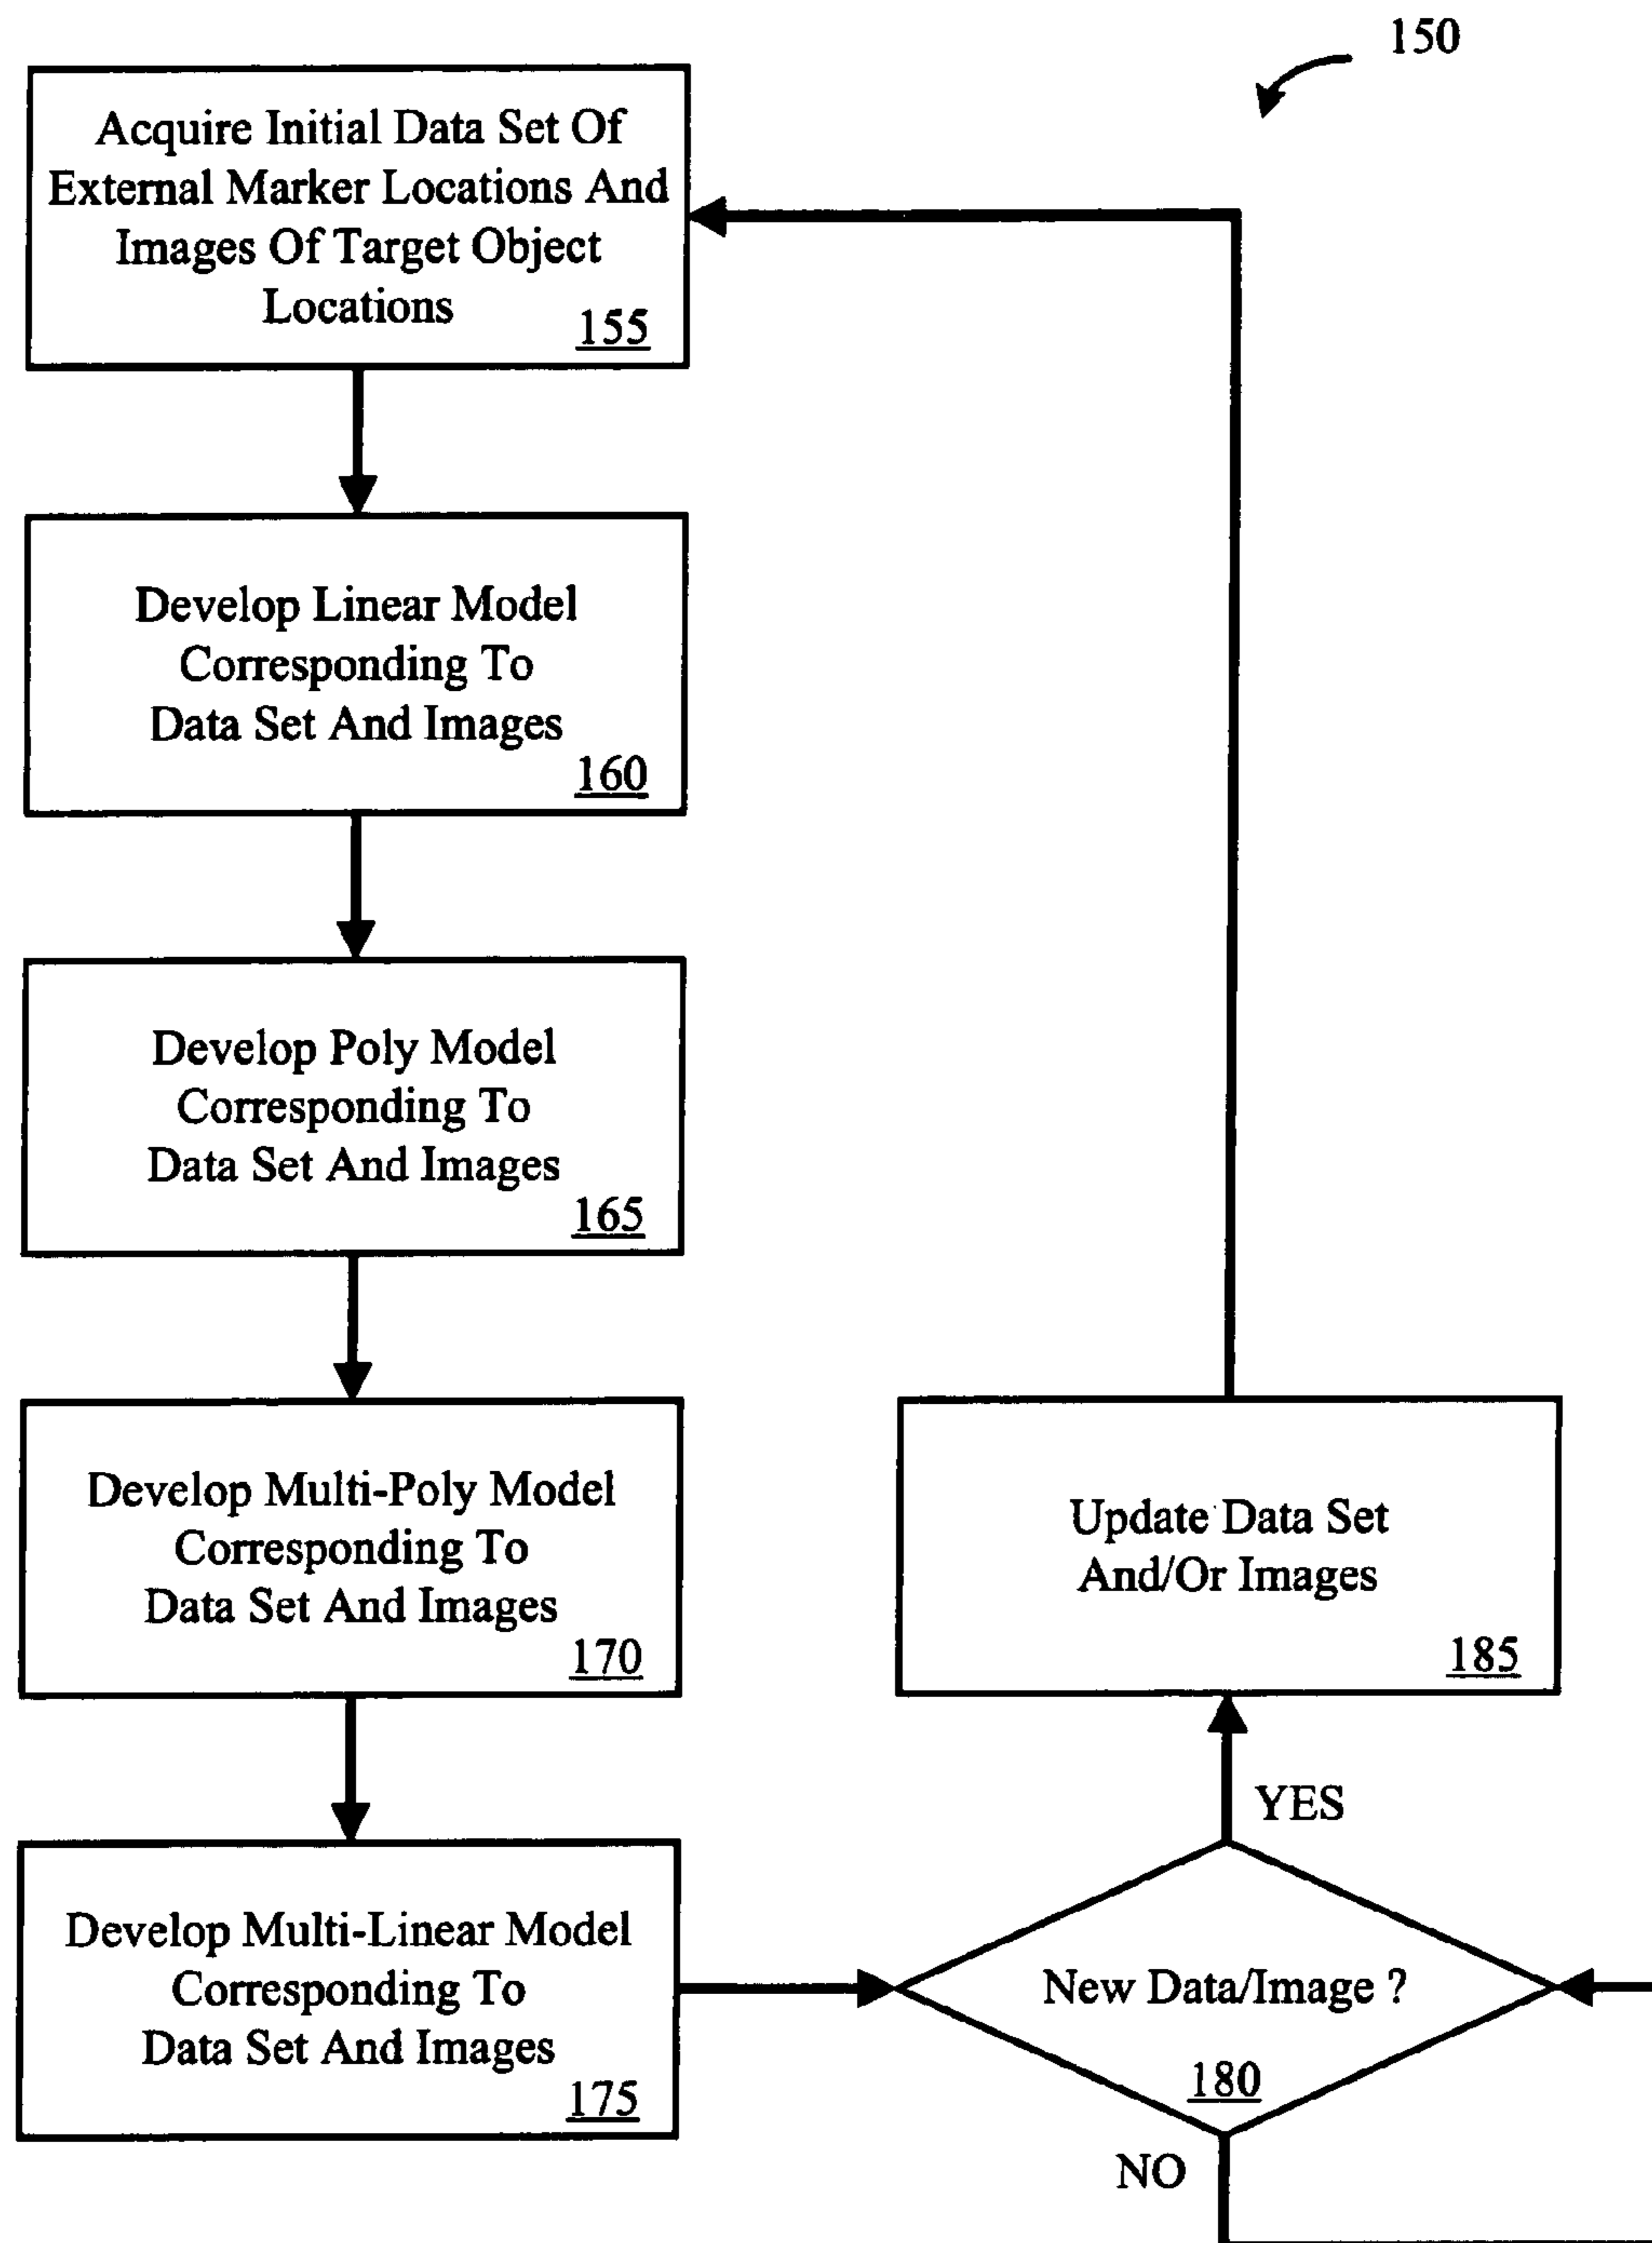 150
Acquire Initial Data Set Of
External Marker Locations And
Images Of Target Object
Locations
155
Develop Linear Model
Corresponding To
Data Set And Images
160
Develop Poly Model
Corresponding To
Data Set And Images
165
Develop Multi-Poly Model
Corresponding To
Data Set And Images
170
Develop Multi-Linear Model
Corresponding To
Data Set And Images
175
Update Data Set
And/Or Images
185
YES
New Data/Image ?
180
NO